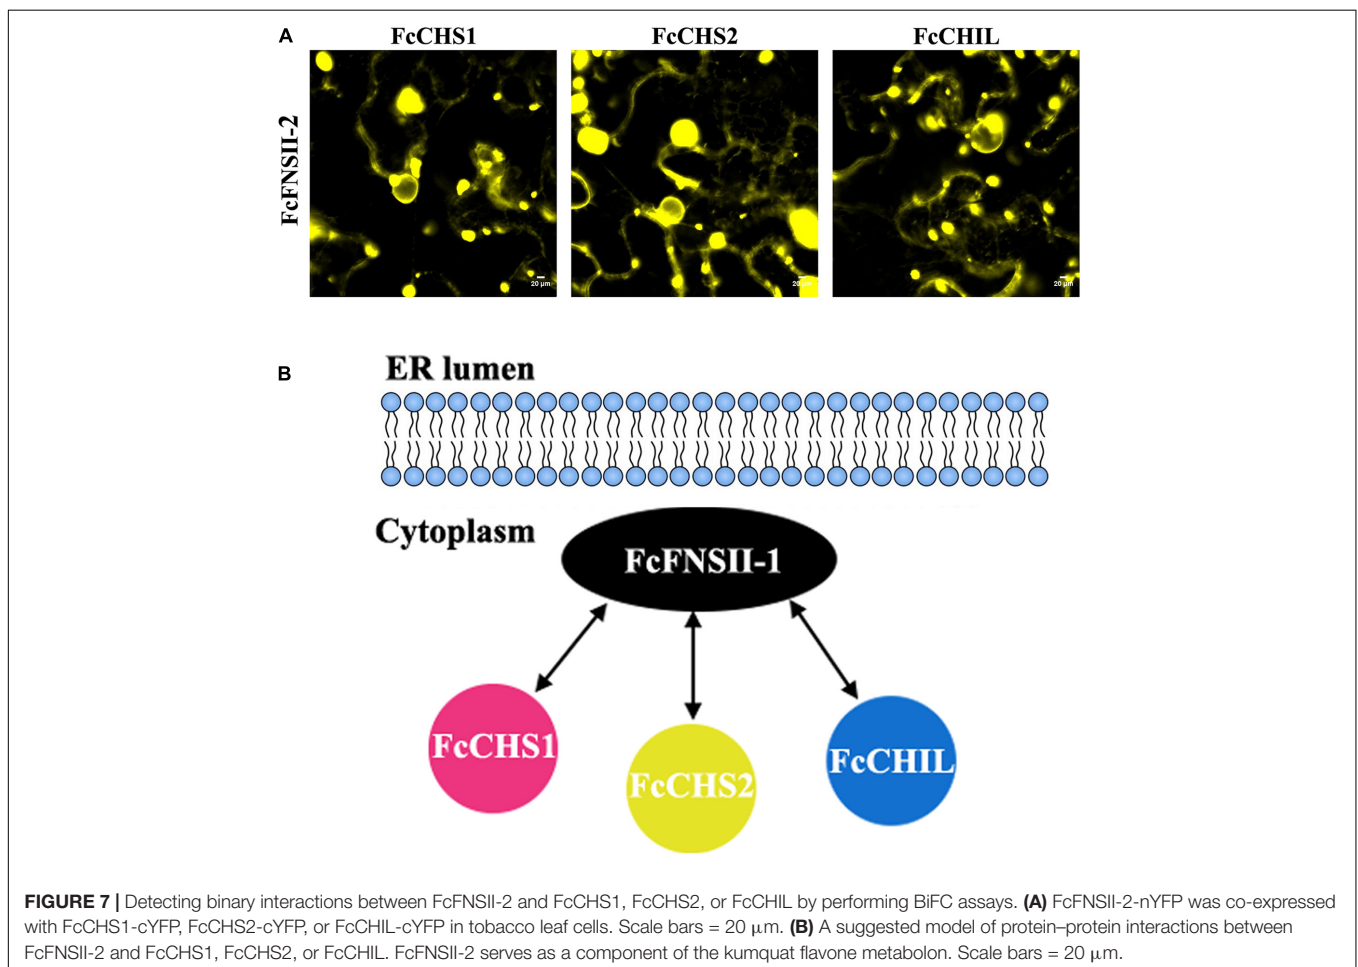 A
FcCHS1 FcCHS2 FcCHIL
FcFNSII-2
20 μm 20 μm 20 μm
B
ER lumen
Cytoplasm
FcFNSII-1
FcCHS1
FcCHS2
FcCHIL
FIGURE 7 | Detecting binary interactions between FcFNSII-2 and FcCHS1, FcCHS2, or FcCHIL by performing BiFC assays. (A) FcFNSII-2-nYFP was co-expressed
with FcCHS1-cYFP, FcCHS2-cYFP, or FcCHIL-cYFP in tobacco leaf cells. Scale bars = 20 μm. (B) A suggested model of protein–protein interactions between
FcFNSII-2 and FcCHS1, FcCHS2, or FcCHIL. FcFNSII-2 serves as a component of the kumquat flavone metabolon. Scale bars = 20 μm.